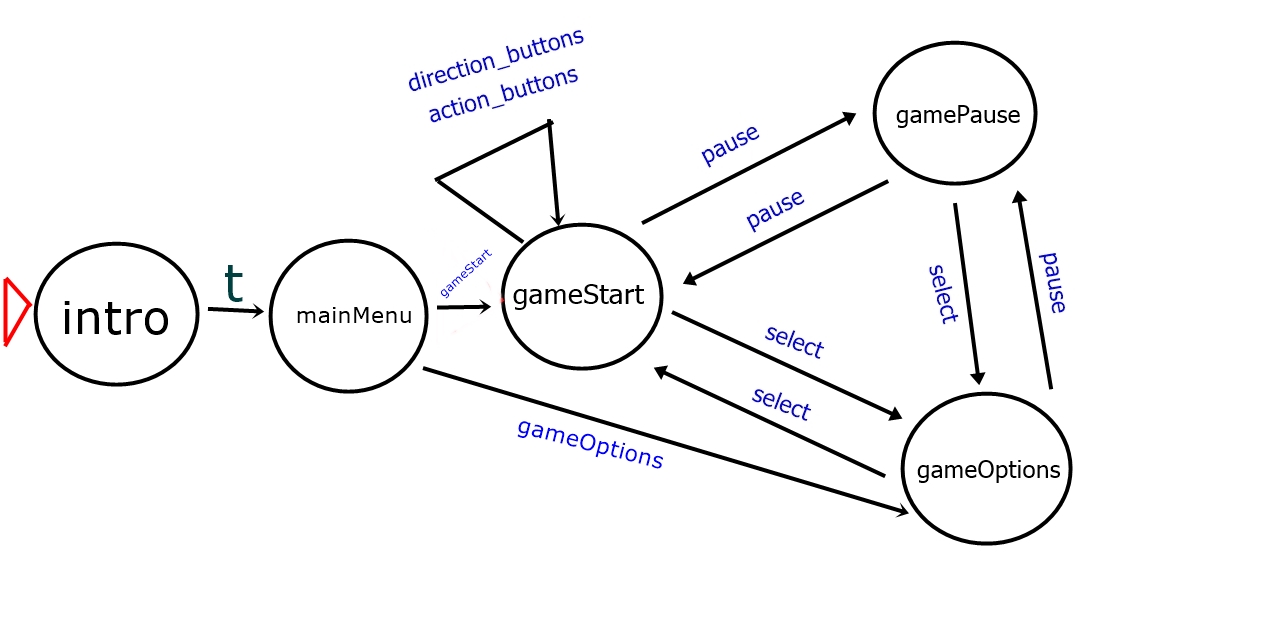 direction_buttons
action_buttons
pause
gamePause
pause
t
gameStart
intro
mainMenu
gameStart
select
pause
select
select
gameOptions
gameOptions